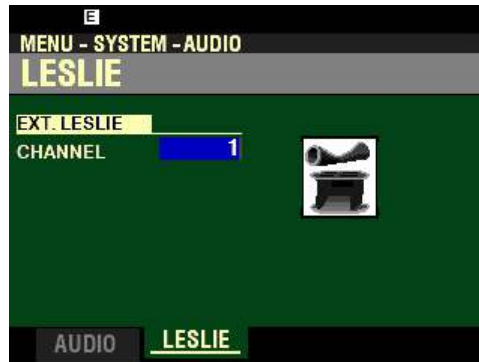 E
MENU - SYSTEM - AUDIO
LESLIE
EXT. LESLIE
CHANNEL 1
AUDIO LESLIE